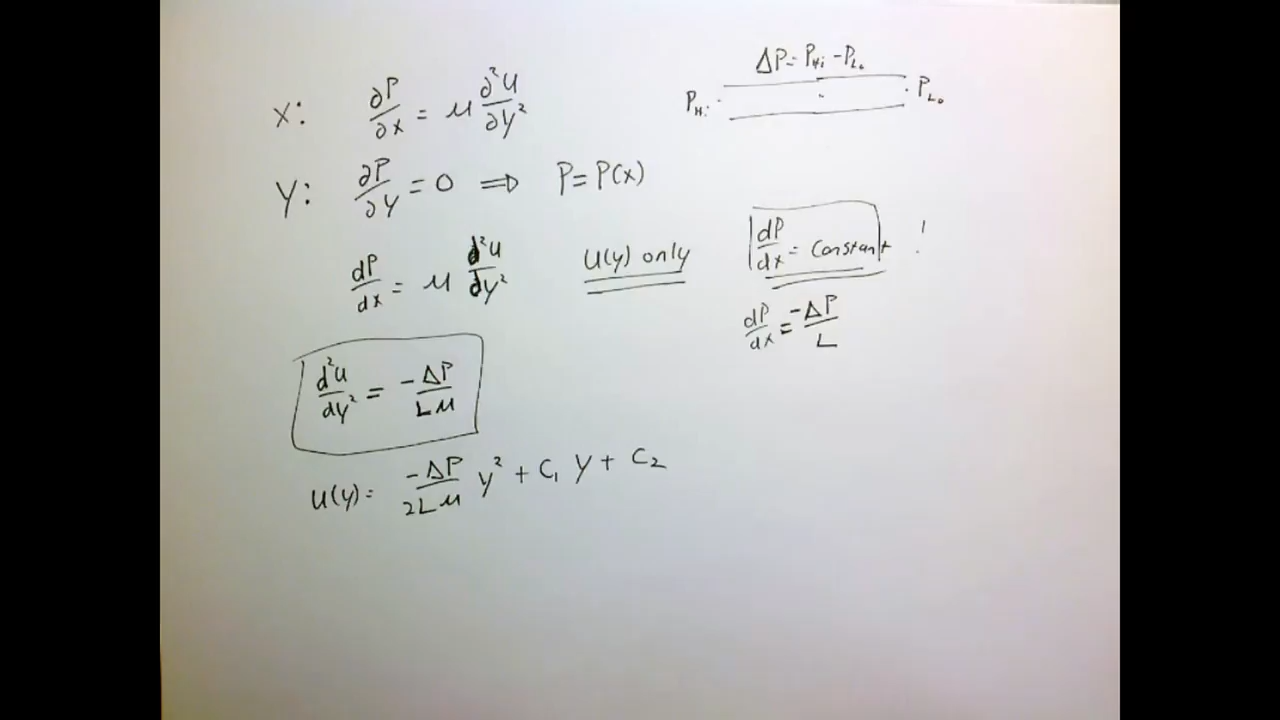 ΔP = P_Hi - P_Lo
P_Hi
P_Lo
X: ∂P/∂x = μ ∂²u/∂y²
Y: ∂P/∂y = 0 ⟹ P = P(x)
dP/dx = μ d²u/dy²
u(y) only
dP/dx = Constant !
dP/dx = -ΔP/L
d²u/dy² = -ΔP/Lμ
u(y) = -ΔP/2Lμ y² + C₁ y + C₂